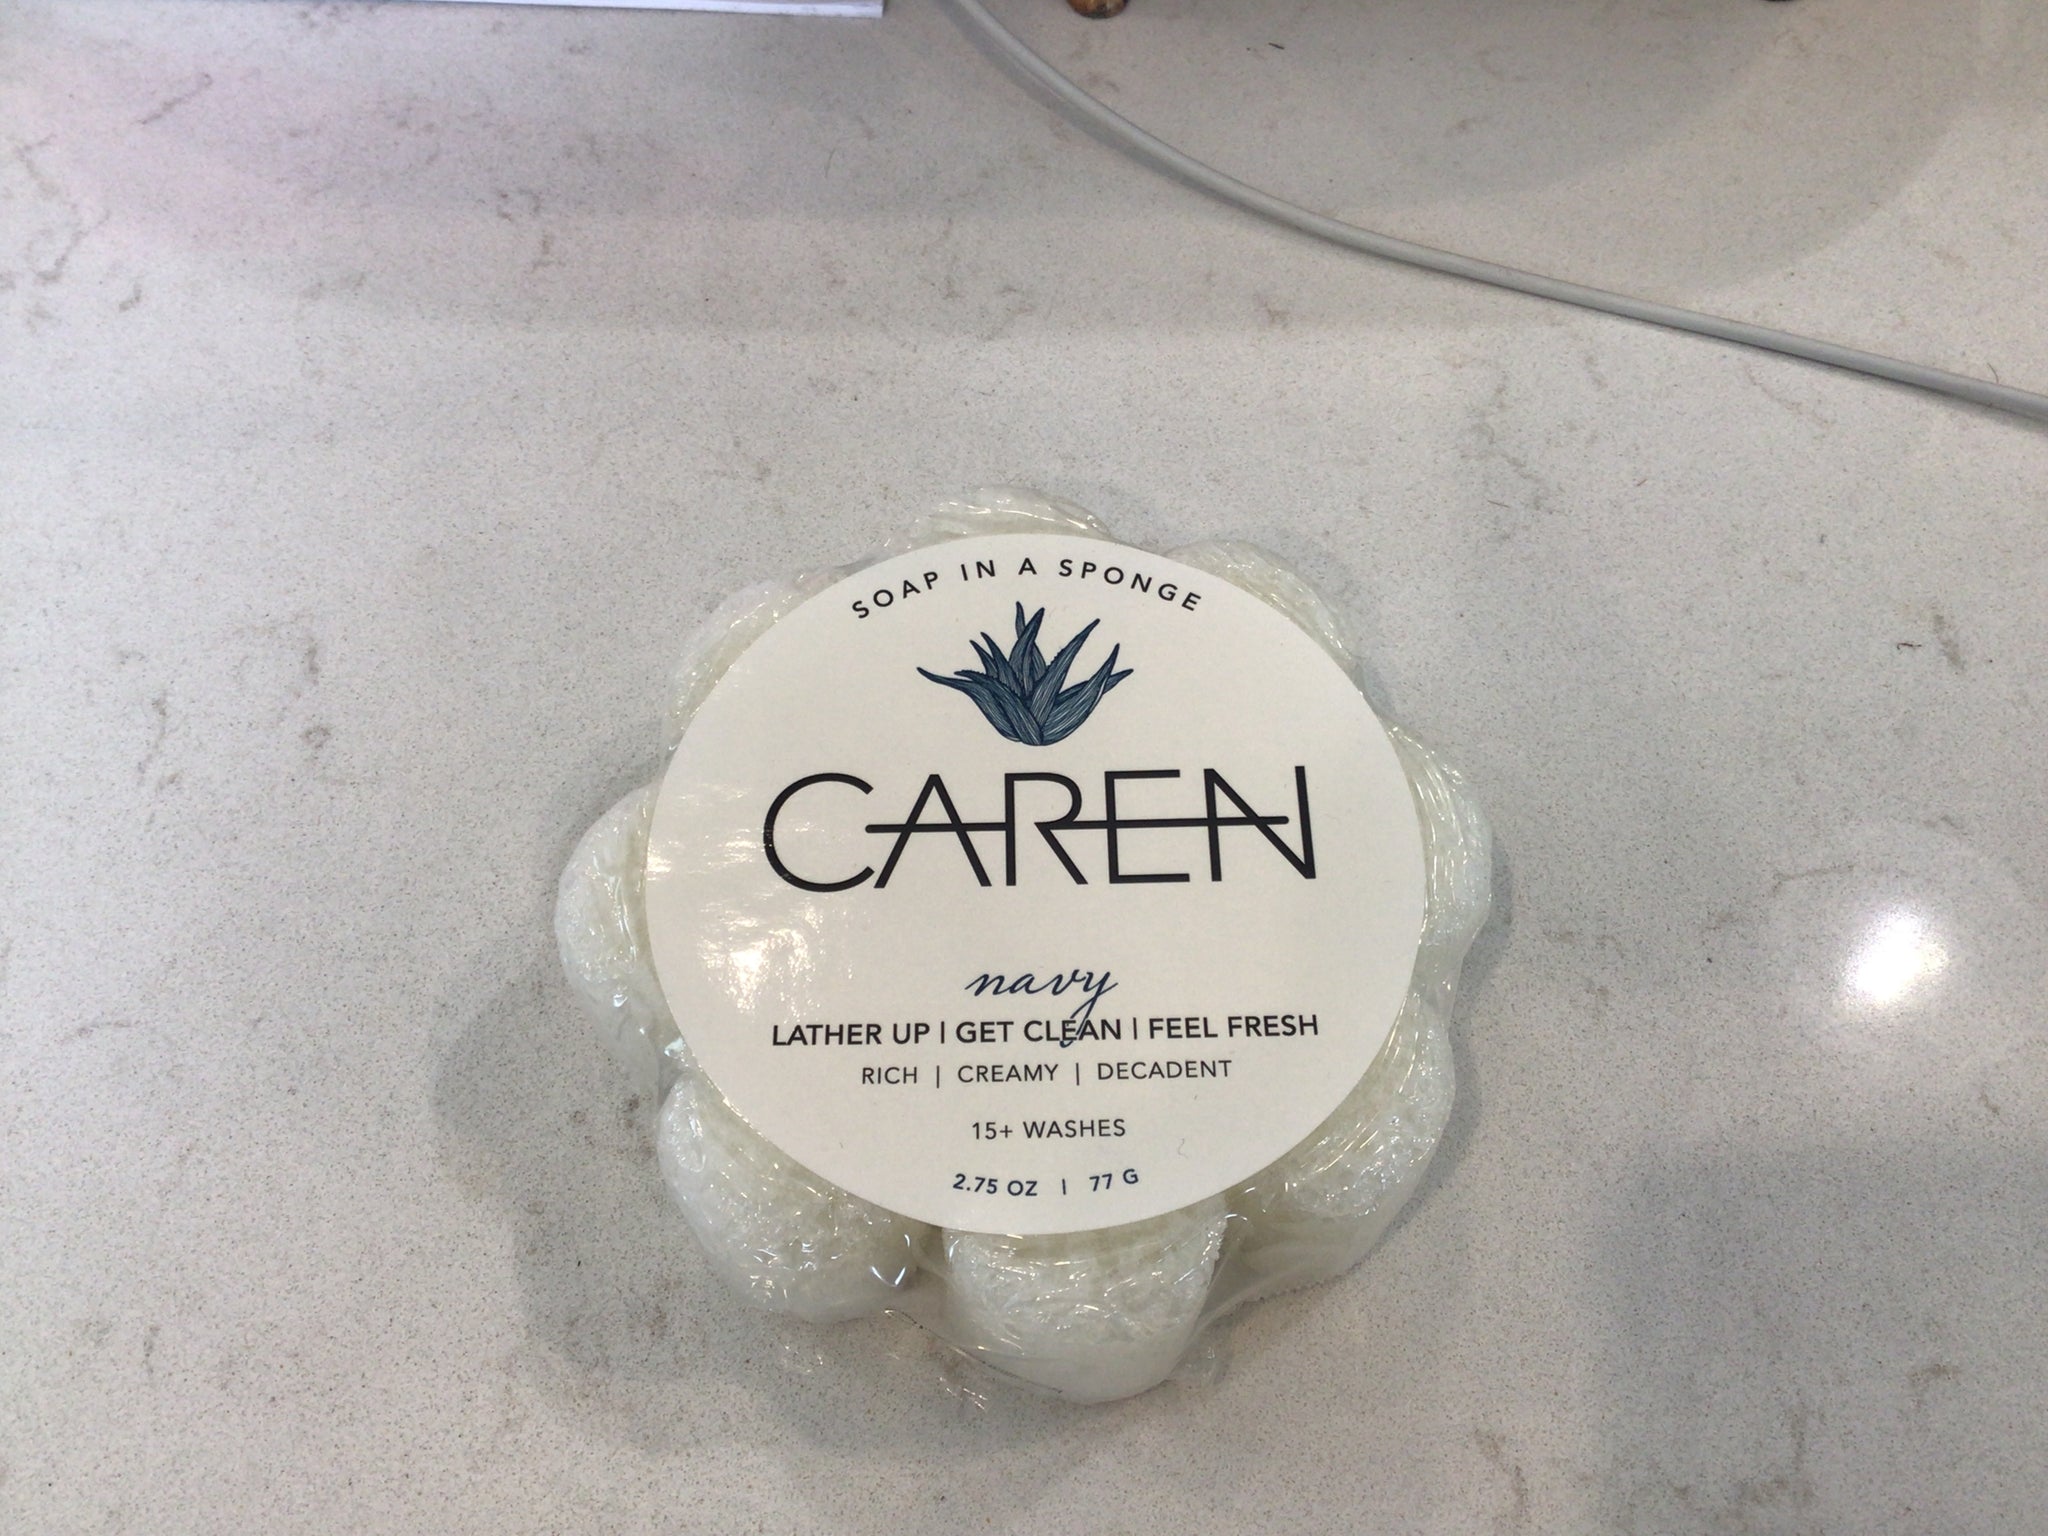 SOAP IN A SPONGE
CAREN
navy
LATHER UP | GET CLEAN | FEEL FRESH
RICH | CREAMY | DECADENT
15+ WASHES
2.75 OZ | 77 G